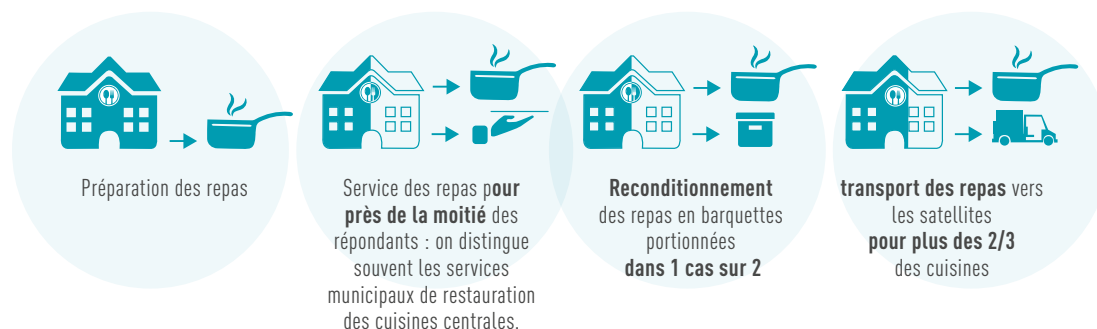 Préparation des repas
Service des repas pour
près de la moitié des
répondants : on distingue
souvent les services
municipaux de restauration
des cuisines centrales.
Reconditionnement
des repas en barquettes
portionnées
dans 1 cas sur 2
transport des repas vers
les satellites
pour plus des 2/3
des cuisines